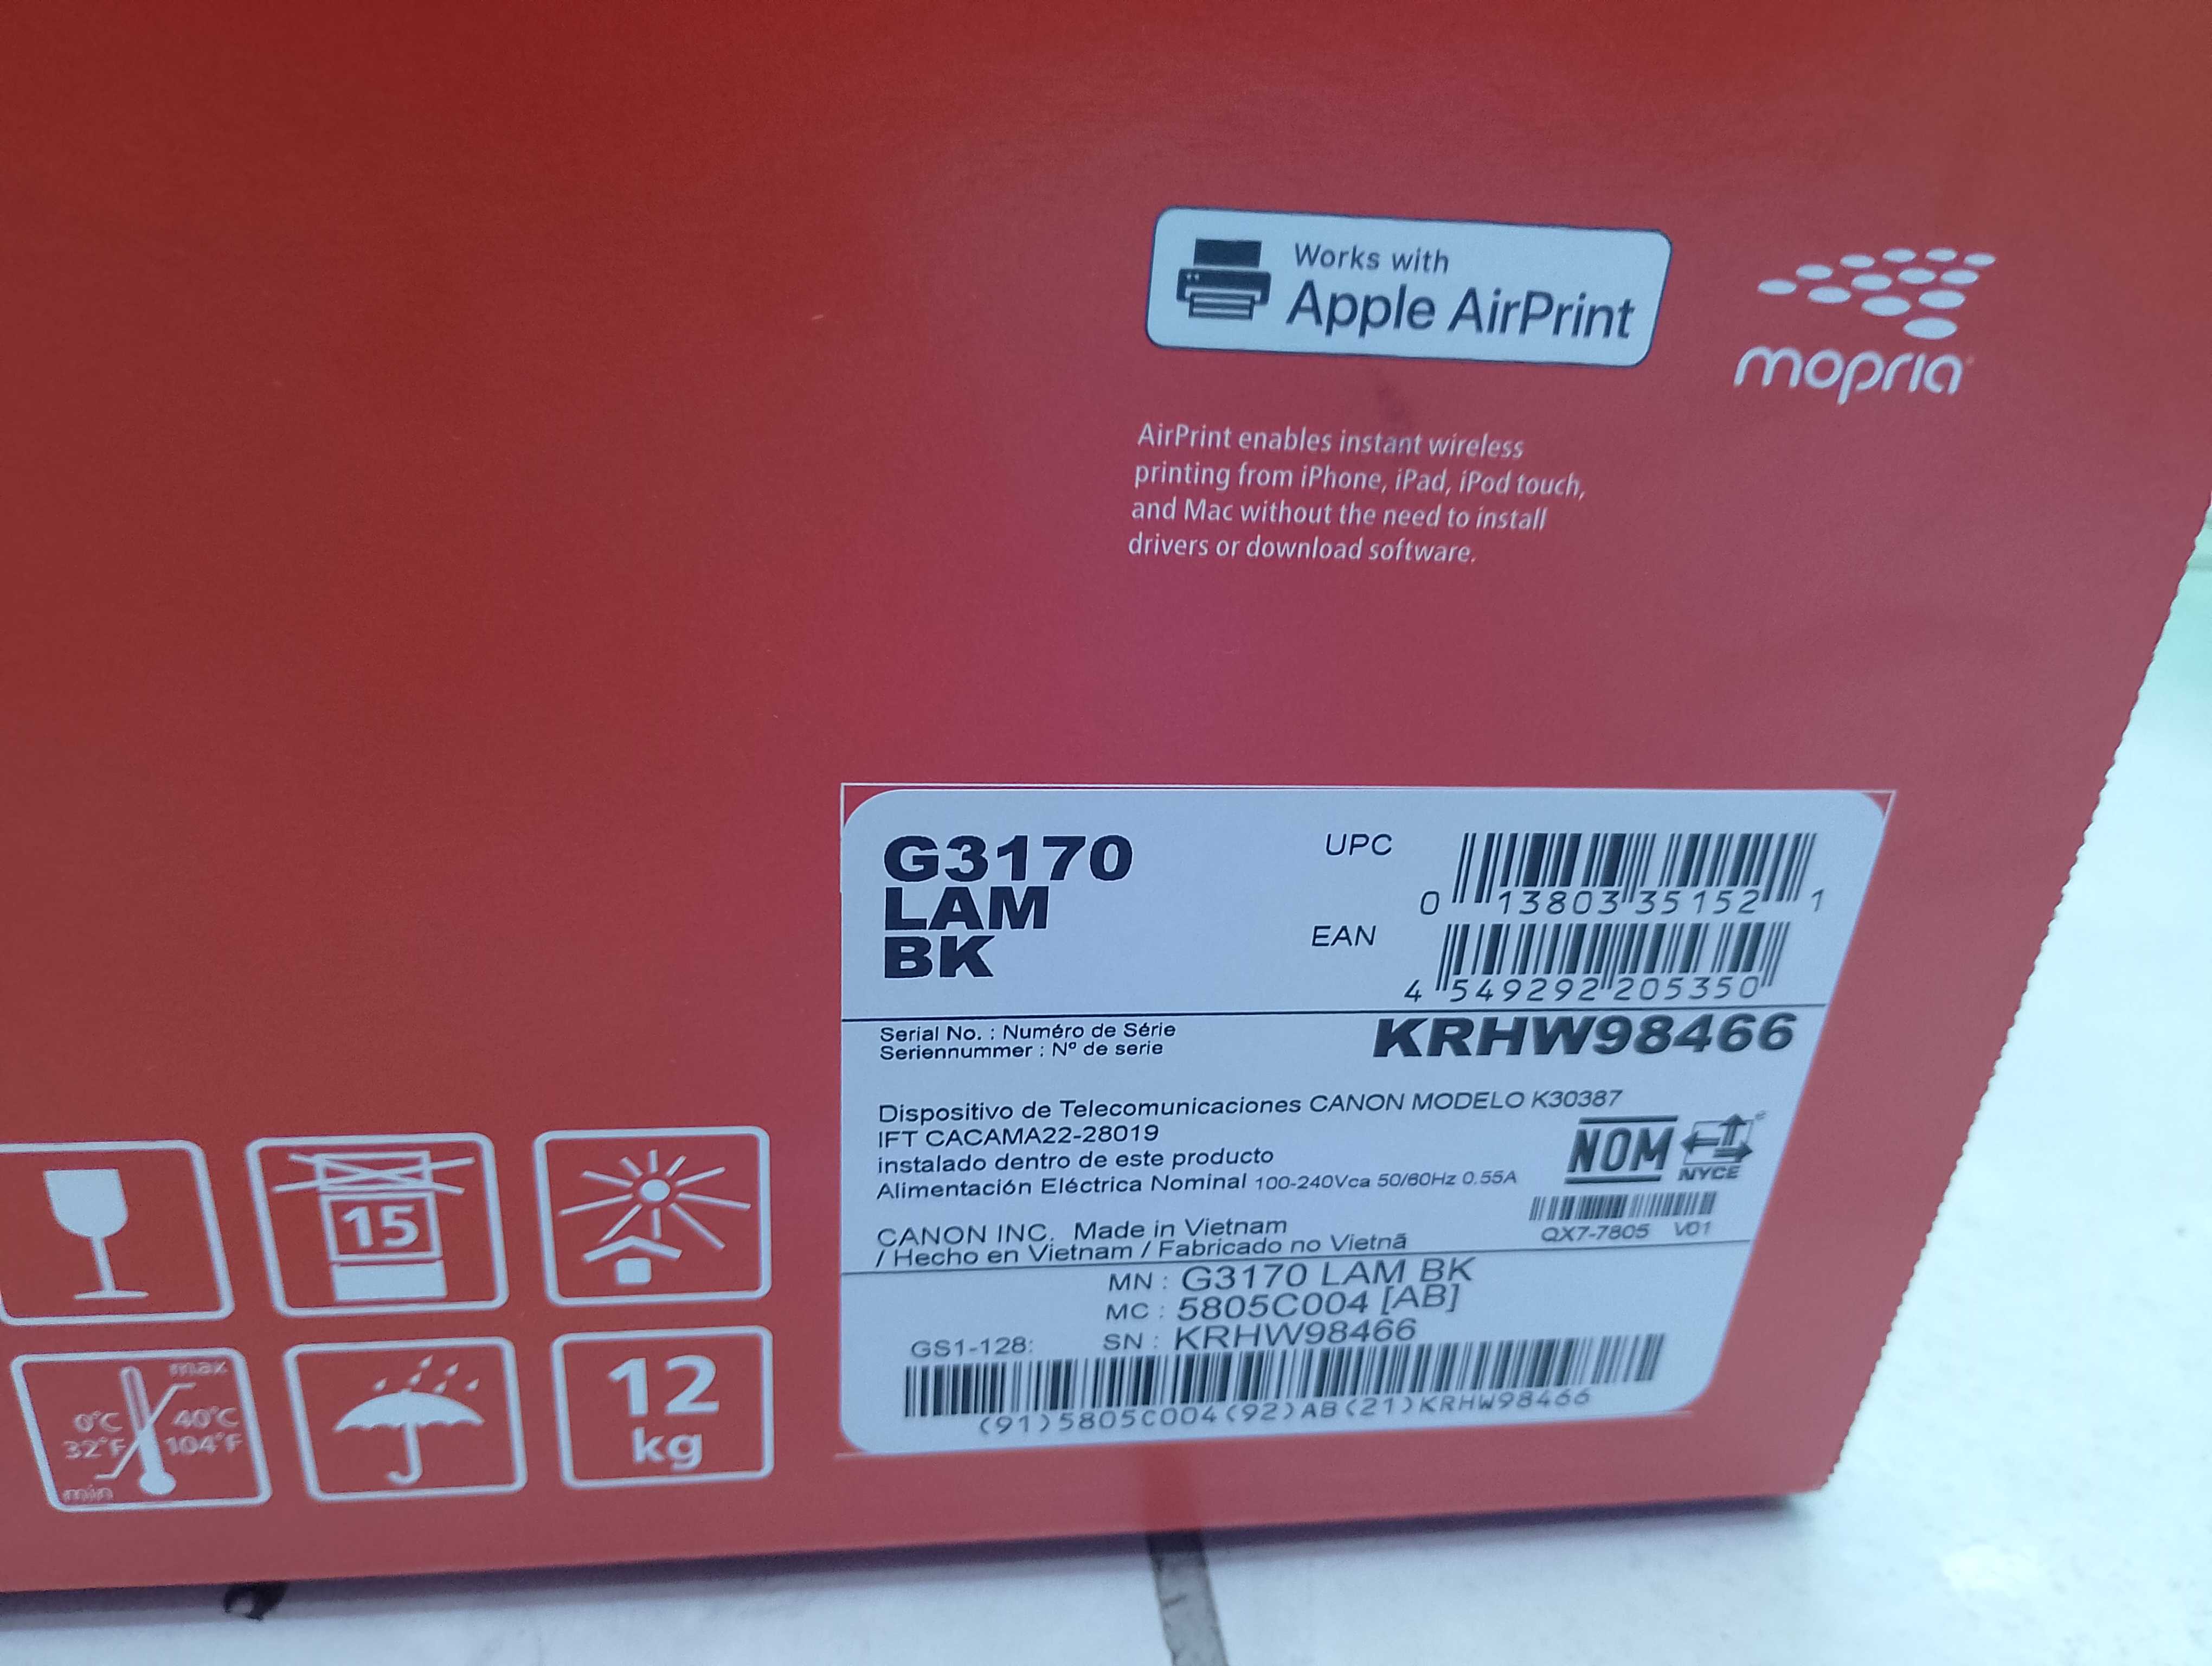 Works with
Apple AirPrint
mopria
AirPrint enables instant wireless
printing from iPhone, iPad, iPod touch,
and Mac without the need to install
drivers or download software.
G3170
LAM
BK
UPC
0 13803 35152 1
EAN
4 549292 205350
Serial No. : Numéro de Série
Seriennummer : Nº de serie
KRHW98466
Dispositivo de Telecomunicaciones CANON MODELO K30387
IFT CACAMA22-28019
instalado dentro de este producto
Alimentación Eléctrica Nominal 100-240Vca 50/60Hz 0.55A
NOM
NYCE
CANON INC. Made in Vietnam
/ Hecho en Vietnam / Fabricado no Vietnã
QX7-7805 V01
MN : G3170 LAM BK
MC : 5805C004 [AB]
GS1-128: SN : KRHW98466
(91)5805C004(92)AB(21)KRHW98466
15
max
0°C 40°C
32°F 104°F
min
12
kg